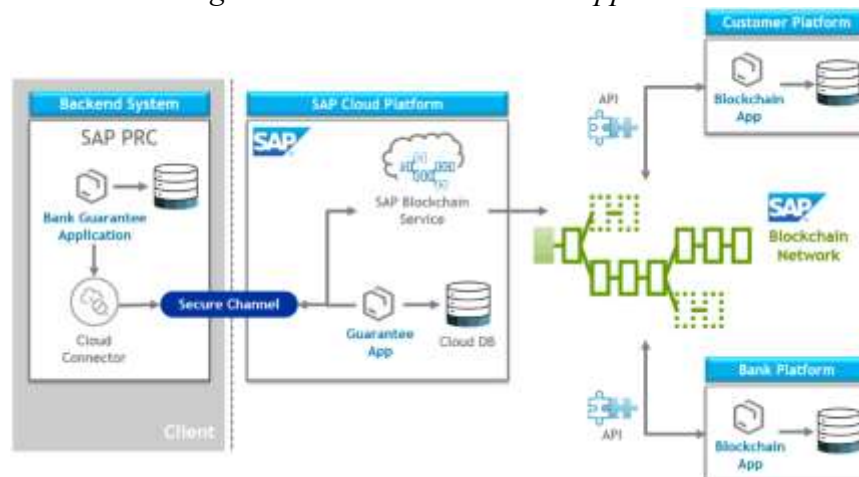 Backend System
SAP PRC
Bank Guarantee
Application
Cloud
Connector
Client
Secure Channel
SAP Cloud Platform
SAP
SAP Blockchain
Service
Guarantee
App
Cloud DB
API
Customer Platform
Blockchain
App
SAP
Blockchain
Network
API
Bank Platform
Blockchain
App